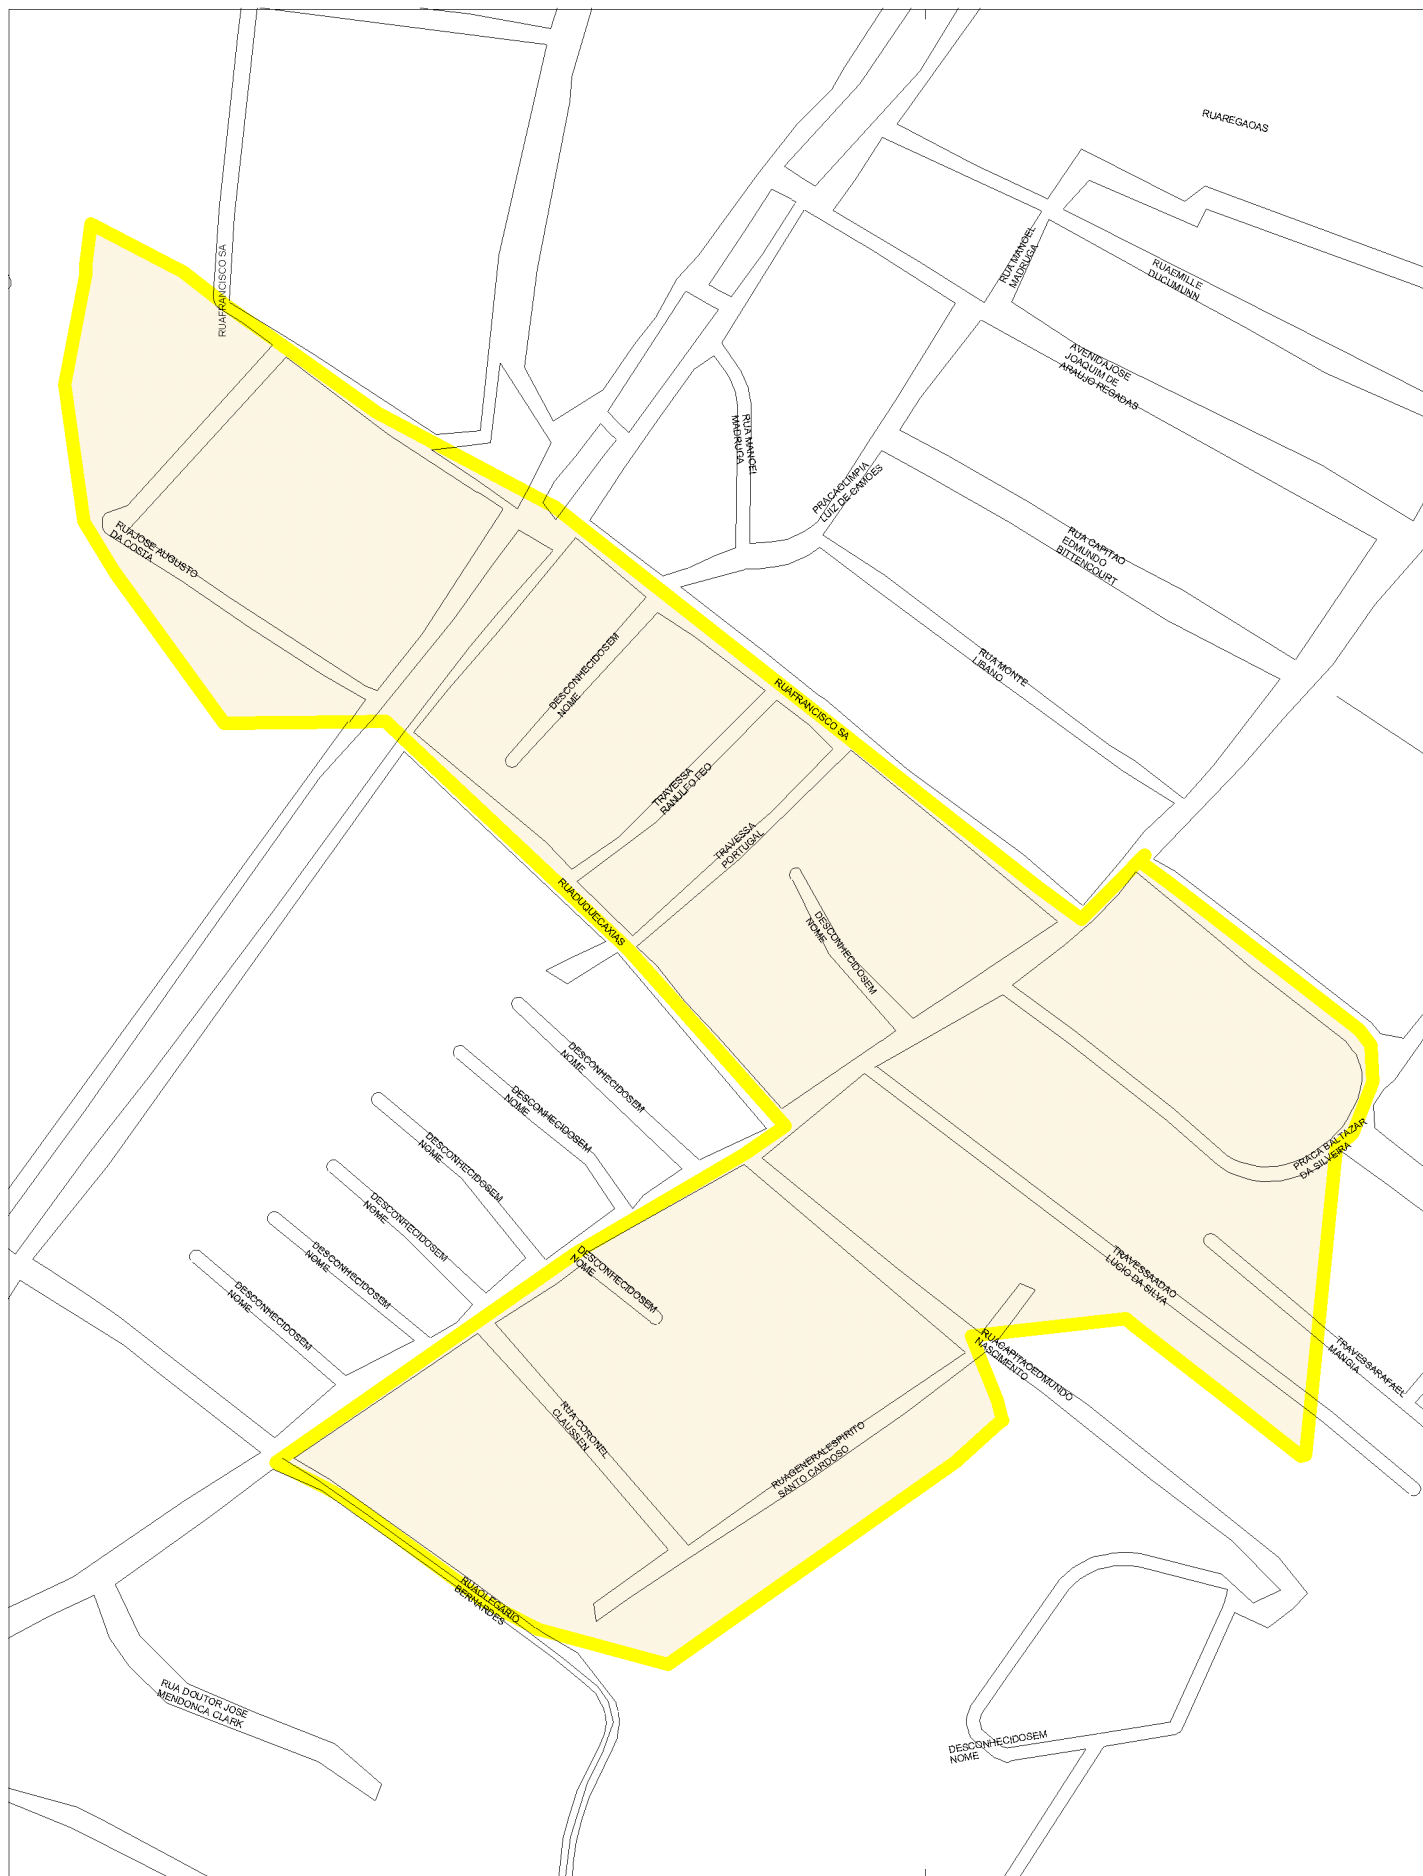 RUAREGAOAS
RUAFRANCISCO SA
RUA MANOEL
MADRUGA
RUAEMILLE
DUCUMUNN
AVENIDAJOSE
JOAQUIM DE
ARAUJO REGADAS
RUA MANOEL
MADRUGA
PRACAOLIMPIA
LUIZ DE CAMOES
RUAJOSE AUGUSTO
DA COSTA
RUA CAPITAO
EDMUNDO
BITTENCOURT
DESCONHECIDOSEM
NOME
RUA MONTE
LIBANO
RUAFRANCISCO SA
TRAVESSA
RANULFO FEO
TRAVESSA
PORTUGAL
RUADUQUECAXIAS
DESCONHECIDOSEM
NOME
DESCONHECIDOSEM
NOME
DESCONHECIDOSEM
NOME
DESCONHECIDOSEM
NOME
PRACA BALTAZAR
DA SILVEIRA
DESCONHECIDOSEM
NOME
DESCONHECIDOSEM
NOME
DESCONHECIDOSEM
NOME
TRAVESSAADAO
LUCIO DA SILVA
DESCONHECIDOSEM
NOME
RUACAPITAOEDMUNDO
NASCIMENTO
TRAVESSARAFAEL
MANGIA
RUA CORONEL
CLAUSSEN
RUAGENERALESPIRITO
SANTO CARDOSO
RUAOLEGARIO
BERNARDES
RUA DOUTOR JOSE
MENDONCA CLARK
DESCONHECIDOSEM
NOME